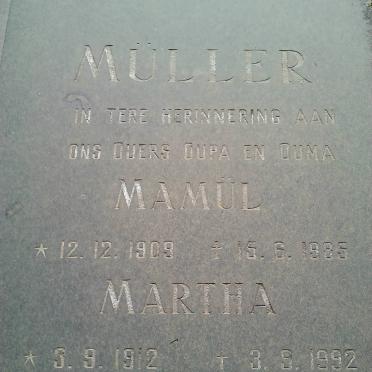 MÜLLER
IN TERE HERINNERING AAN
ONS OUERS OUPA EN OUMA
MAMÜL
* 12.12.1909 † 15.6.1985
MARTHA
* 3.9.1912 † 3.9.1992